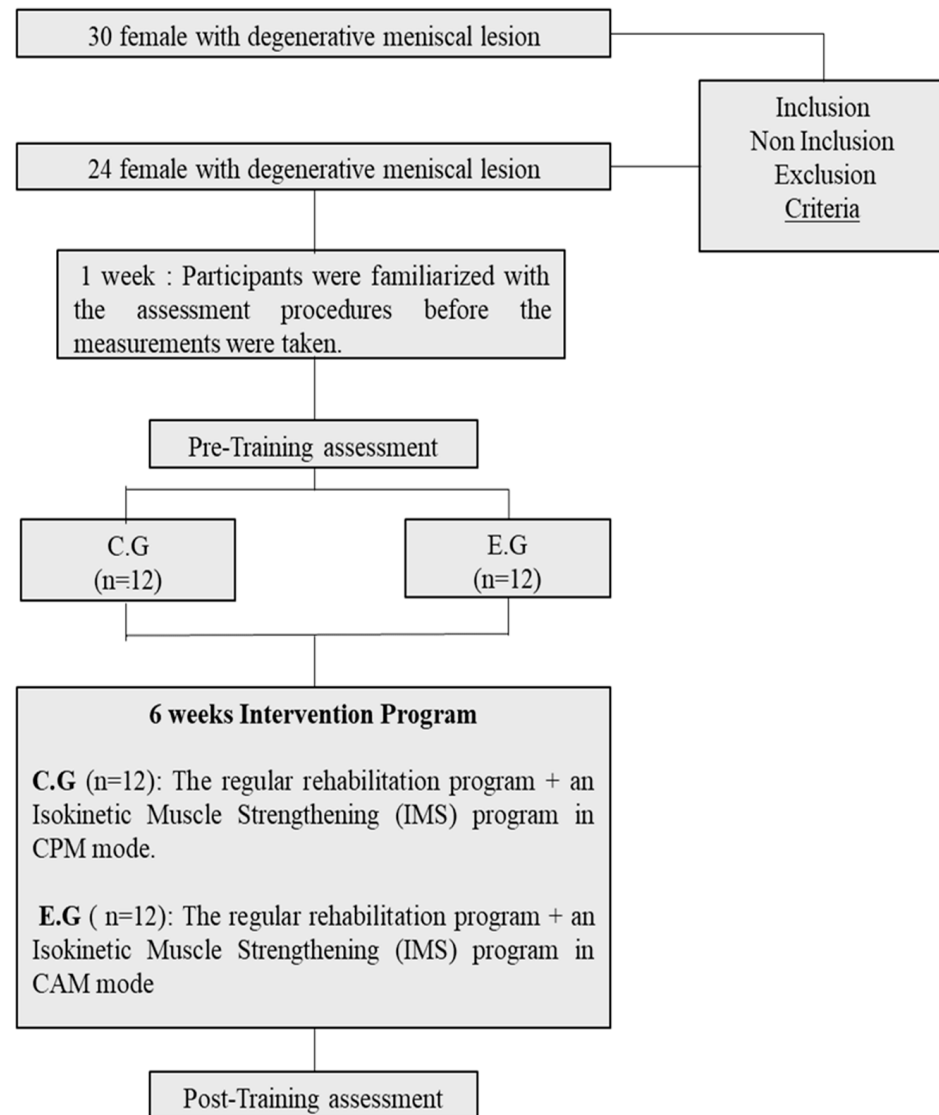 30 female with degenerative meniscal lesion
Inclusion
Non Inclusion
Exclusion
Criteria
24 female with degenerative meniscal lesion
1 week : Participants were familiarized with
the assessment procedures before the
measurements were taken.
Pre-Training assessment
C.G
(n=12)
E.G
(n=12)
6 weeks Intervention Program
C.G (n=12): The regular rehabilitation program + an
Isokinetic Muscle Strengthening (IMS) program in
CPM mode.
E.G ( n=12): The regular rehabilitation program + an
Isokinetic Muscle Strengthening (IMS) program in
CAM mode
Post-Training assessment